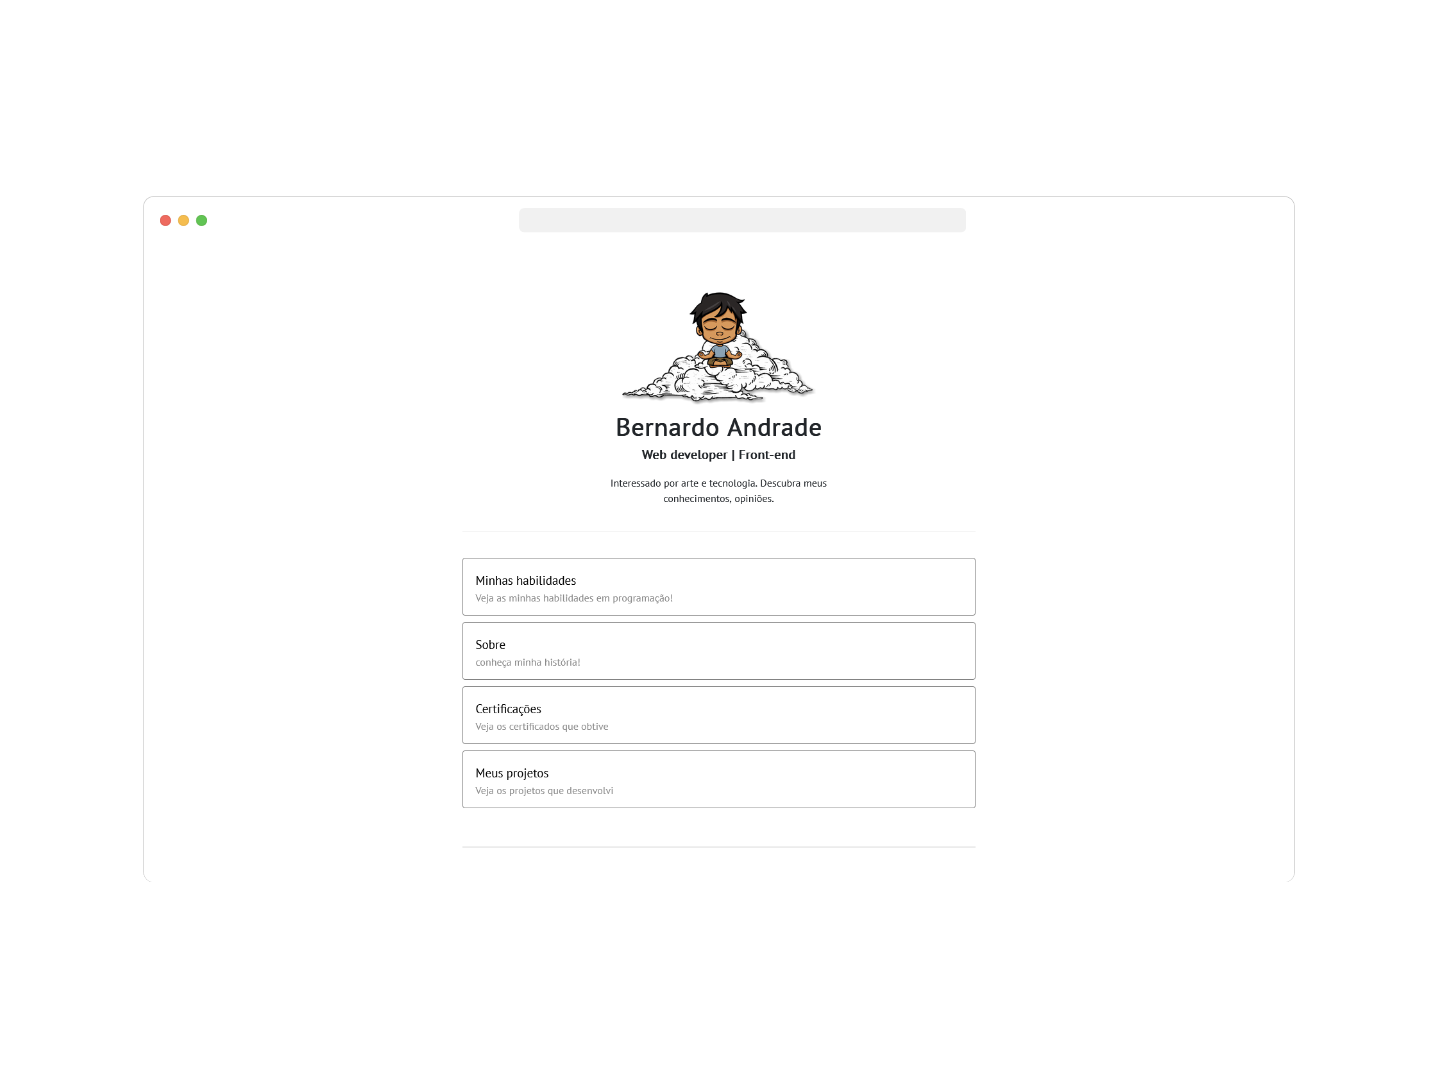 Bernardo Andrade
Web developer | Front-end
Interessado por arte e tecnologia. Descubra meus
conhecimentos, opiniões.
Minhas habilidades
Veja as minhas habilidades em programação!
Sobre
conheça minha história!
Certificações
Veja os certificados que obtive
Meus projetos
Veja os projetos que desenvolvi